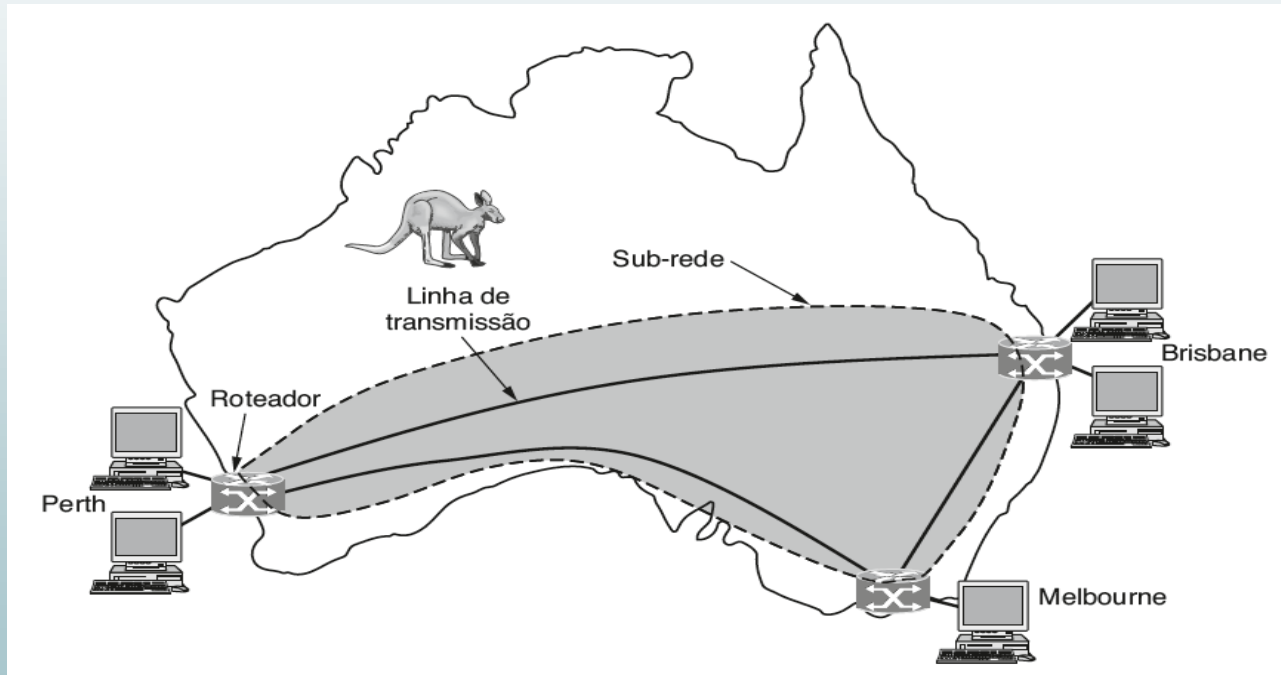 Sub-rede
Linha de
transmissão
Brisbane
Roteador
Perth
Melbourne